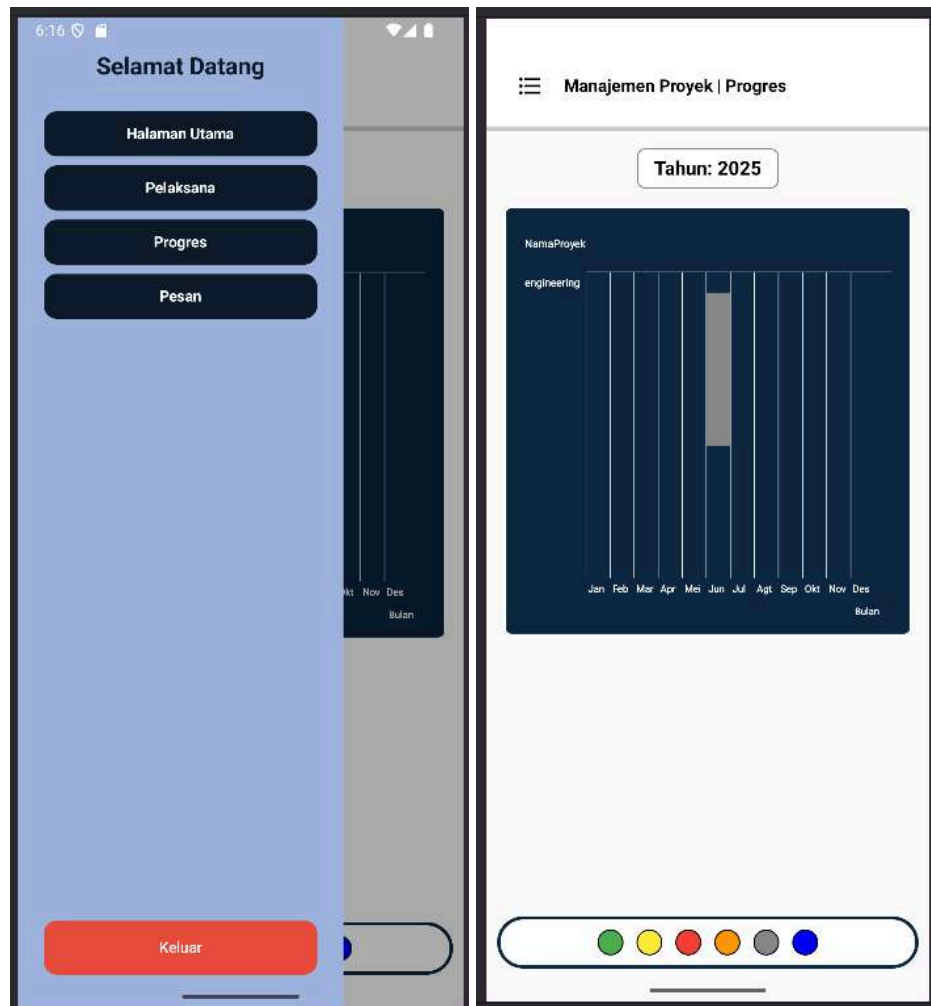 6:16
Selamat Datang
Halaman Utama
Pelaksana
Progres
Pesan
Nov Des
Bulan
Keluar
Manajemen Proyek | Progres
Tahun: 2025
NamaProyek
engineering
Jan Feb Mar Apr Mei Jun Jul Agt Sep Okt Nov Des
Bulan